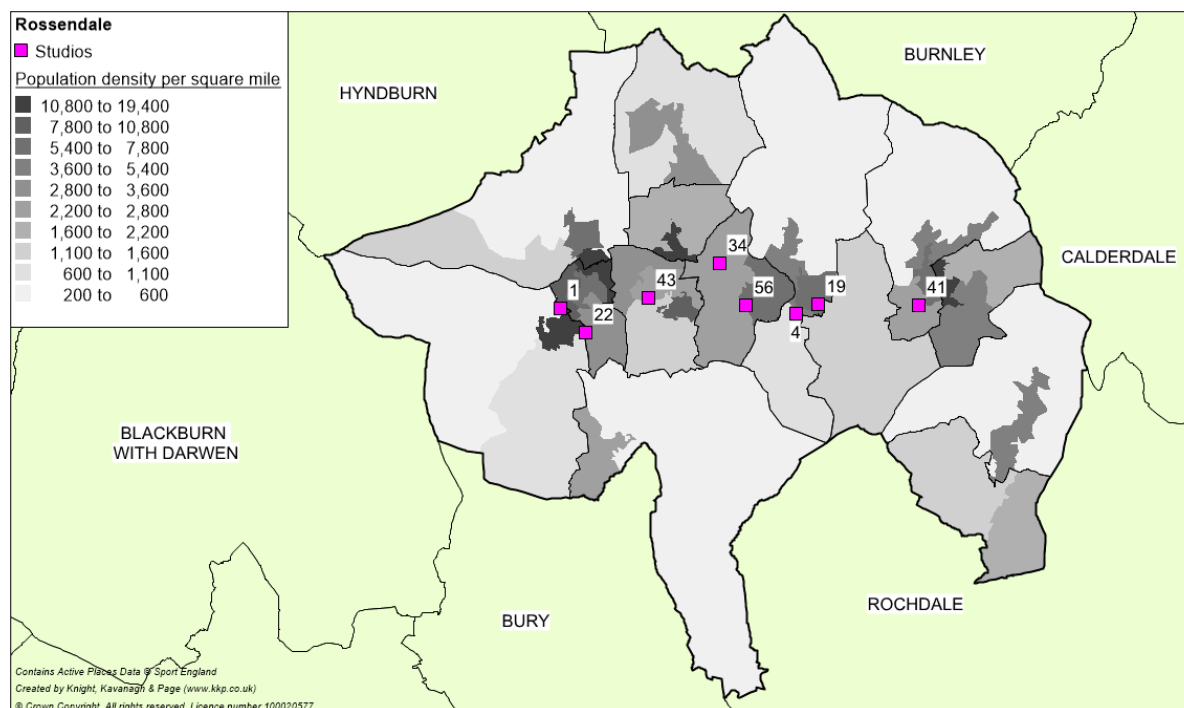 Rossendale
Studios
Population density per square mile
10,800 to 19,400
7,800 to 10,800
5,400 to 7,800
3,600 to 5,400
2,800 to 3,600
2,200 to 2,800
1,600 to 2,200
1,100 to 1,600
600 to 1,100
200 to 600
BURNLEY
HYNDBURN
CALDERDALE
34
43
56
19
41
1
22
4
BLACKBURN
WITH DARWEN
ROCHDALE
BURY
Contains Active Places Data © Sport England
Created by Knight, Kavanagh & Page (www.kkp.co.uk)
© Crown Copyright. All rights reserved. Licence number 100020577.